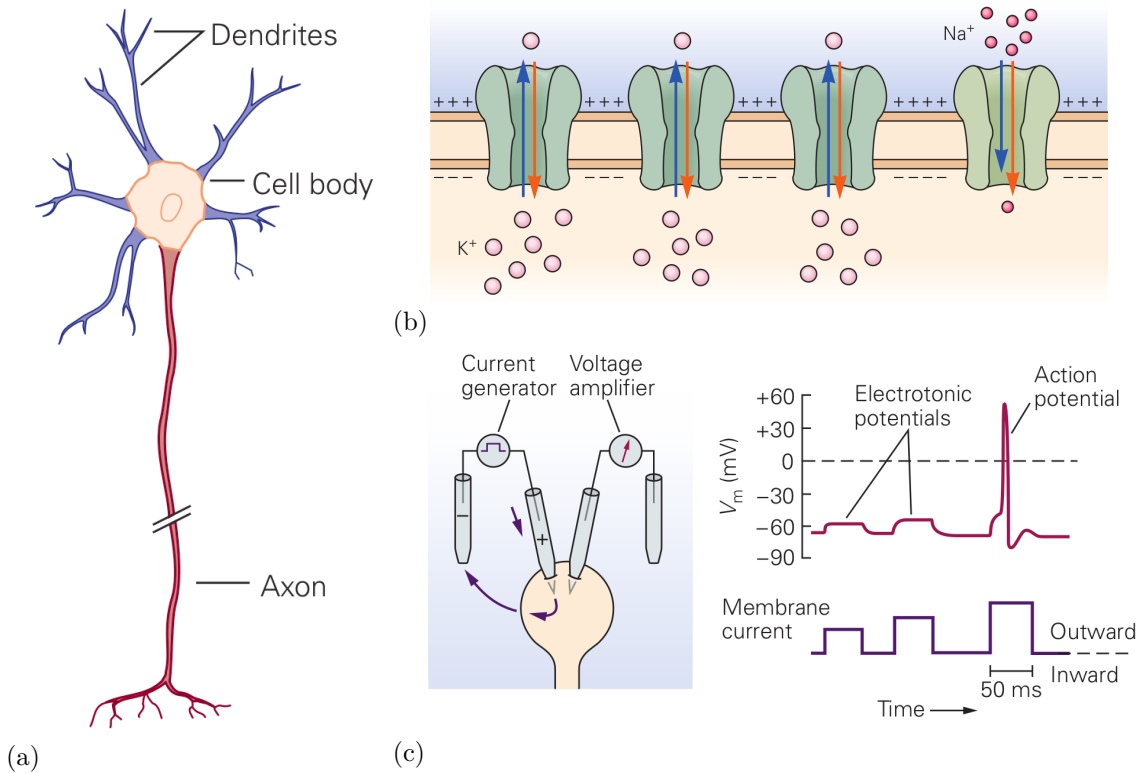 Dendrites
Cell body
Axon
(a)
Na⁺
+++ ++++ ++++ ++++ +++
--- ---- ---- ---- ---
K⁺
(b)
Current
generator
Voltage
amplifier
−
+
+60
+30
0
−30
−60
−90
Vm (mV)
Electrotonic
potentials
Action
potential
Membrane
current
Outward
Inward
50 ms
Time
(c)